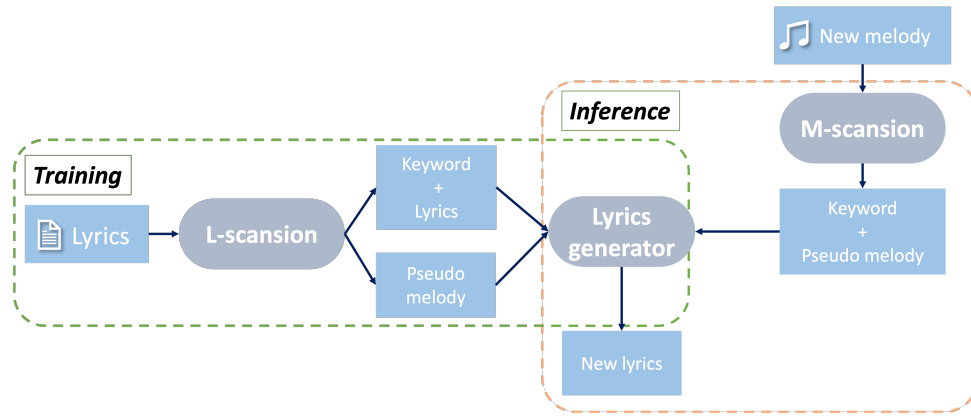 New melody
Inference
M-scansion
Training
Keyword
+
Lyrics
Lyrics
L-scansion
Lyrics
generator
Keyword
+
Pseudo melody
Pseudo
melody
New lyrics